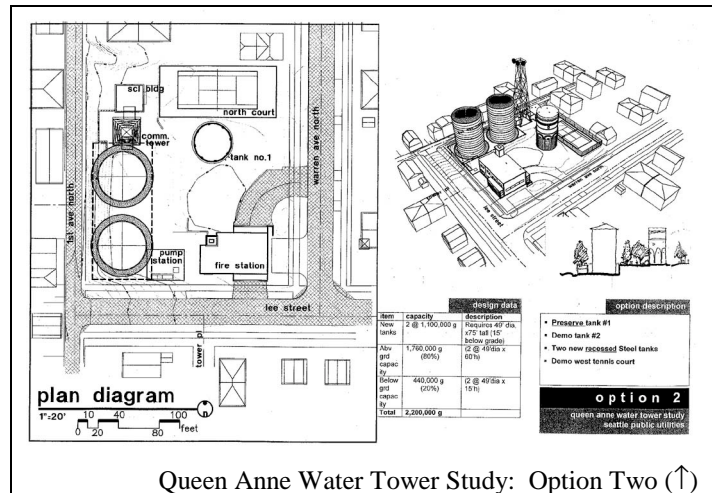 scl bldg
north court
comm.
tower
tank no.1
1st ave north
warren ave north
pump
station
fire station
lee street
tower pl
plan diagram
1"=20' 10 40 100
feet
0 20 80
n
lee street
warren ave north
design data
item capacity description
New tanks 2 @ 1,100,000 g Requires 49' dia. x75' tall (15' below grade)
Abv grd capac ity 1,760,000 g (80%) (2 @ 49'dia x 60'h)
Below grd capac ity 440,000 g (20%) (2 @ 49'dia x 15'h)
Total 2,200,000 g
option description
• Preserve tank #1
• Demo tank #2
• Two new recessed Steel tanks
• Demo west tennis court
option 2
queen anne water tower study
seattle public utilities
Queen Anne Water Tower Study: Option Two (↑)